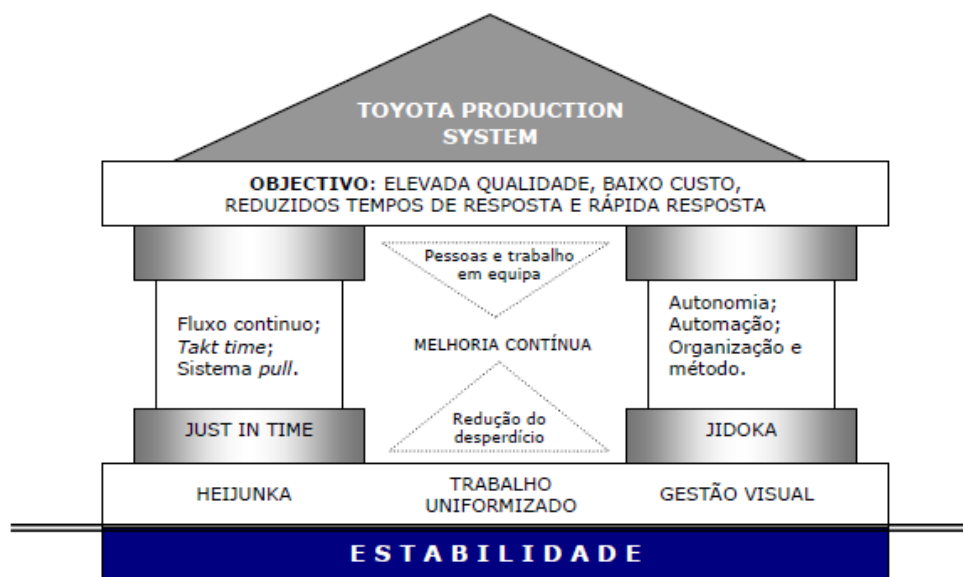 TOYOTA PRODUCTION
SYSTEM
OBJECTIVO: ELEVADA QUALIDADE, BAIXO CUSTO,
REDUZIDOS TEMPOS DE RESPOSTA E RÁPIDA RESPOSTA
Pessoas e trabalho
em equipa
Fluxo continuo;
Takt time;
Sistema pull.
MELHORIA CONTÍNUA
Autonomia;
Automação;
Organização e
método.
JUST IN TIME
Redução do
desperdício
JIDOKA
HEIJUNKA
TRABALHO
UNIFORMIZADO
GESTÃO VISUAL
ESTABILIDADE